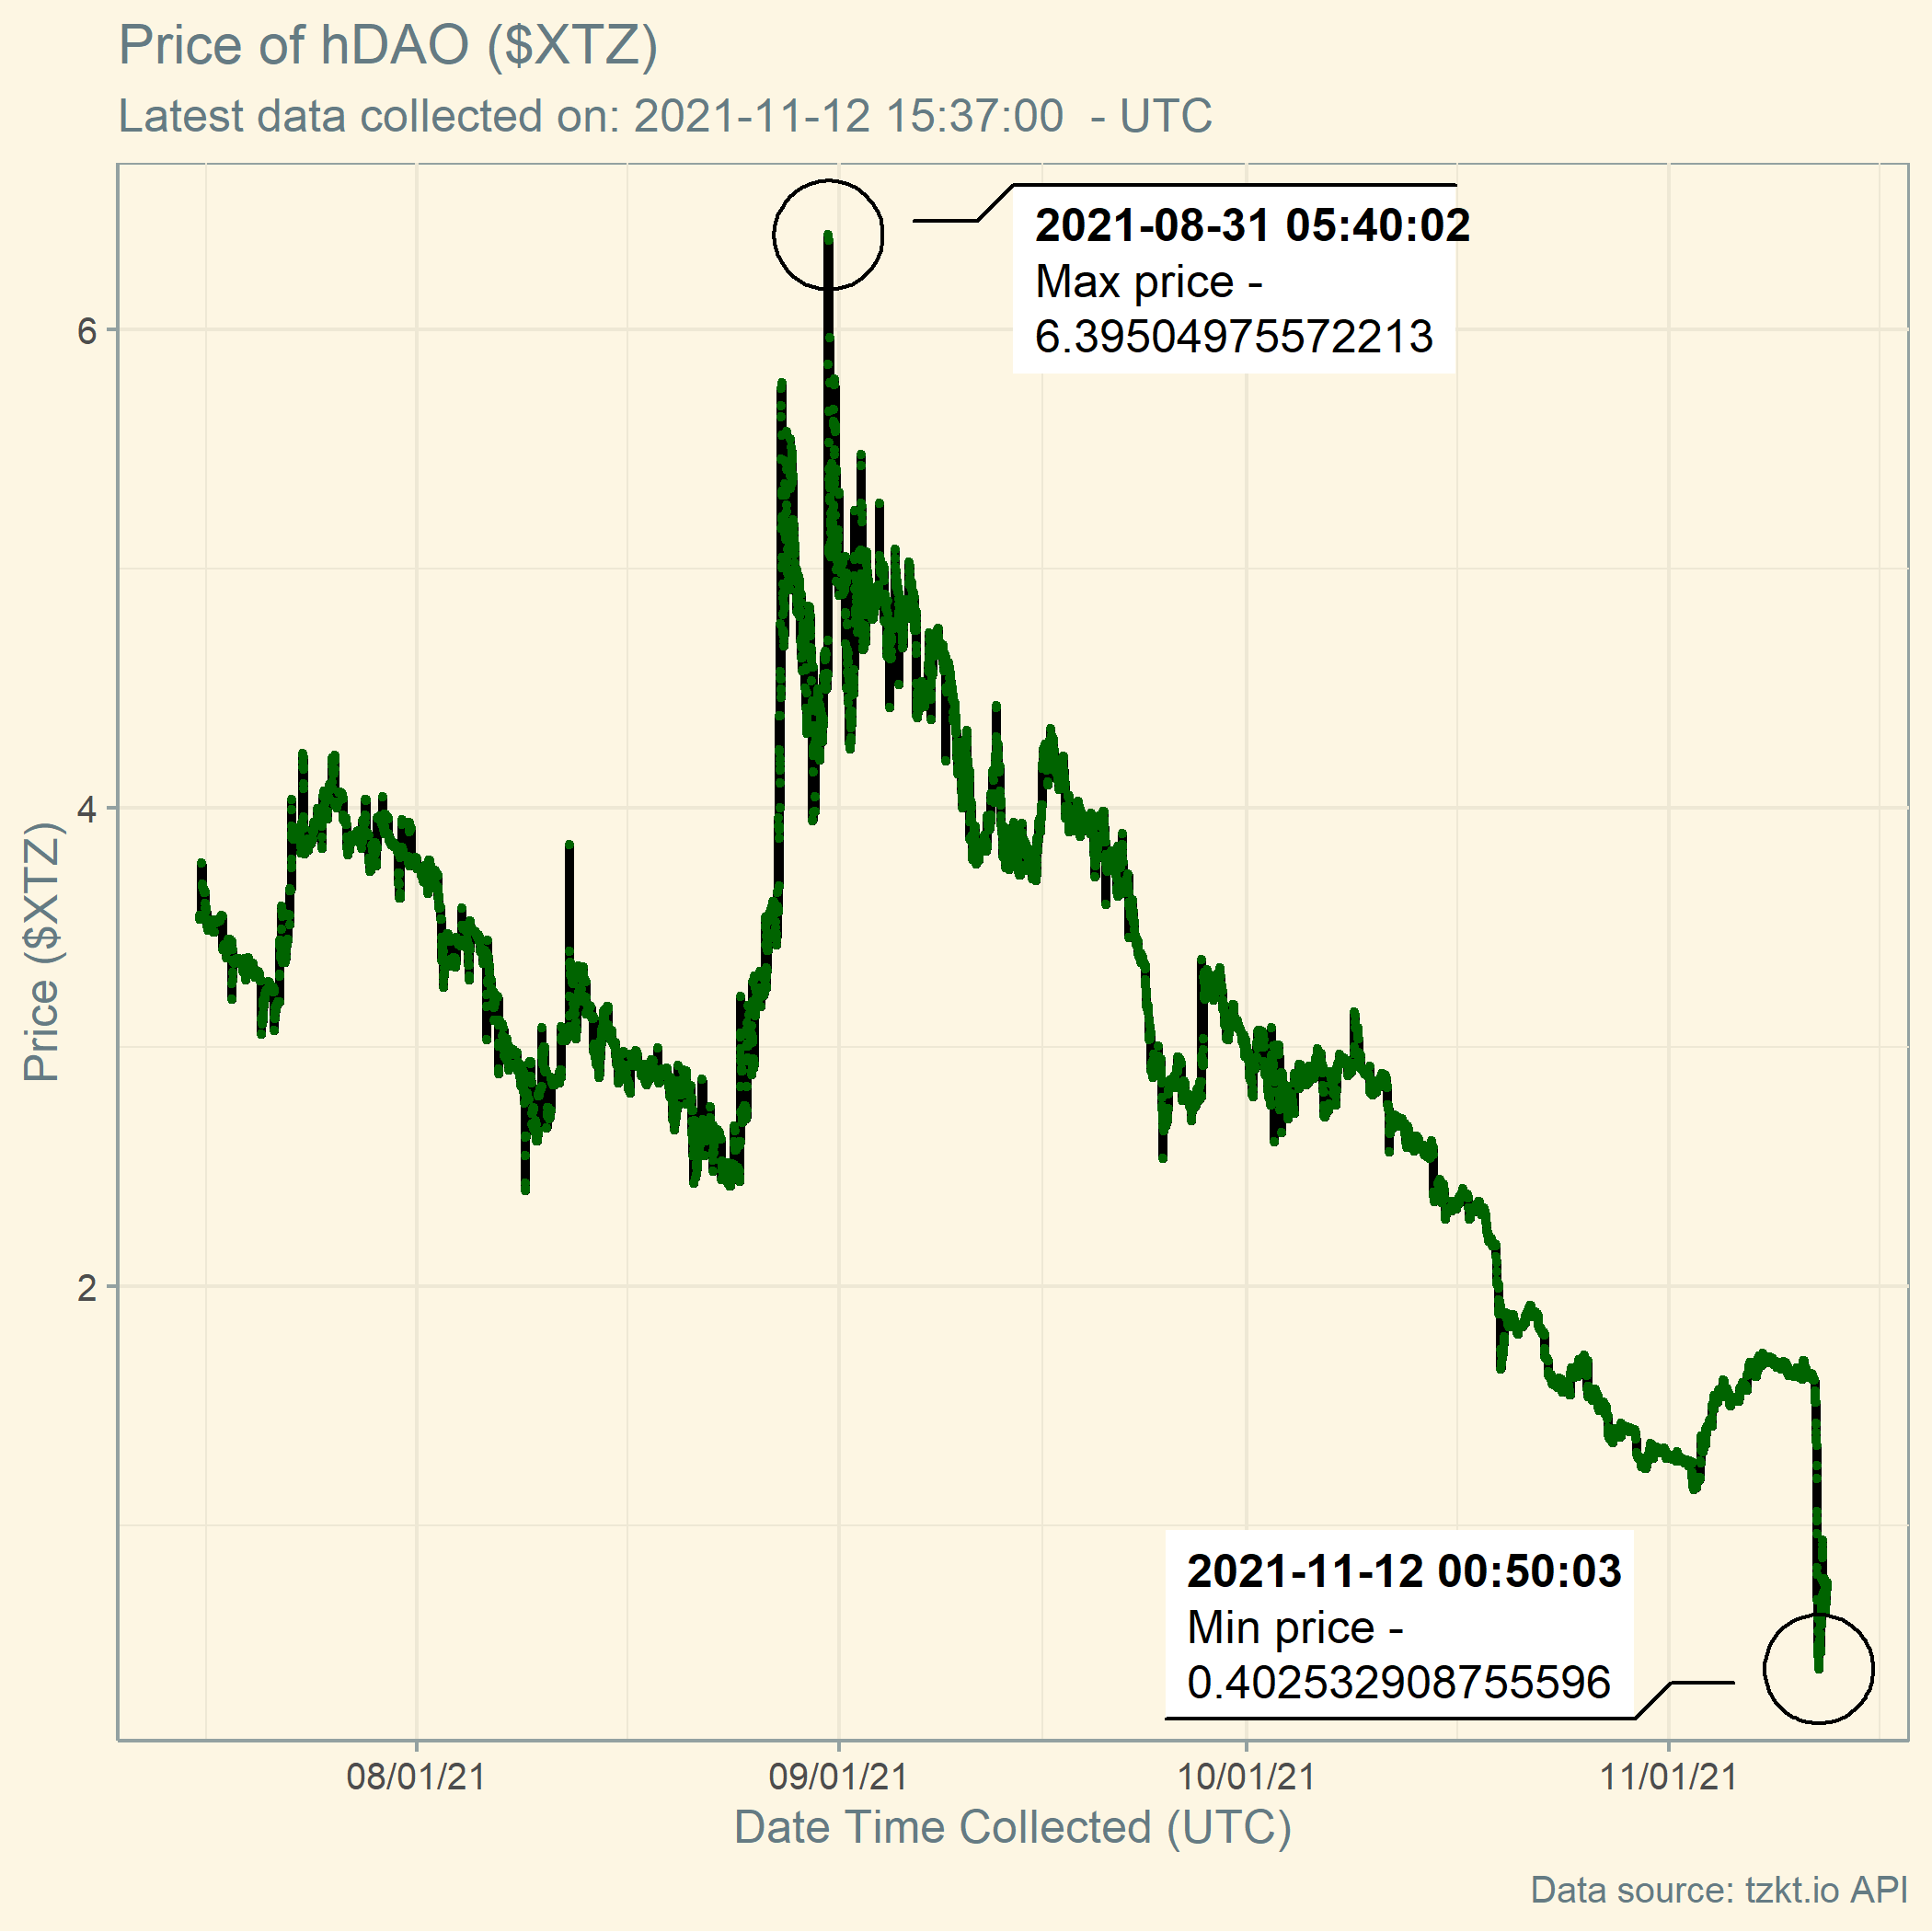 Price of hDAO ($XTZ)
Latest data collected on: 2021-11-12 15:37:00  - UTC
2021-08-31 05:40:02
Max price -
6.39504975572213
6
4
2
Price ($XTZ)
2021-11-12 00:50:03
Min price -
0.402532908755596
08/01/21
09/01/21
10/01/21
11/01/21
Date Time Collected (UTC)
Data source: tzkt.io API